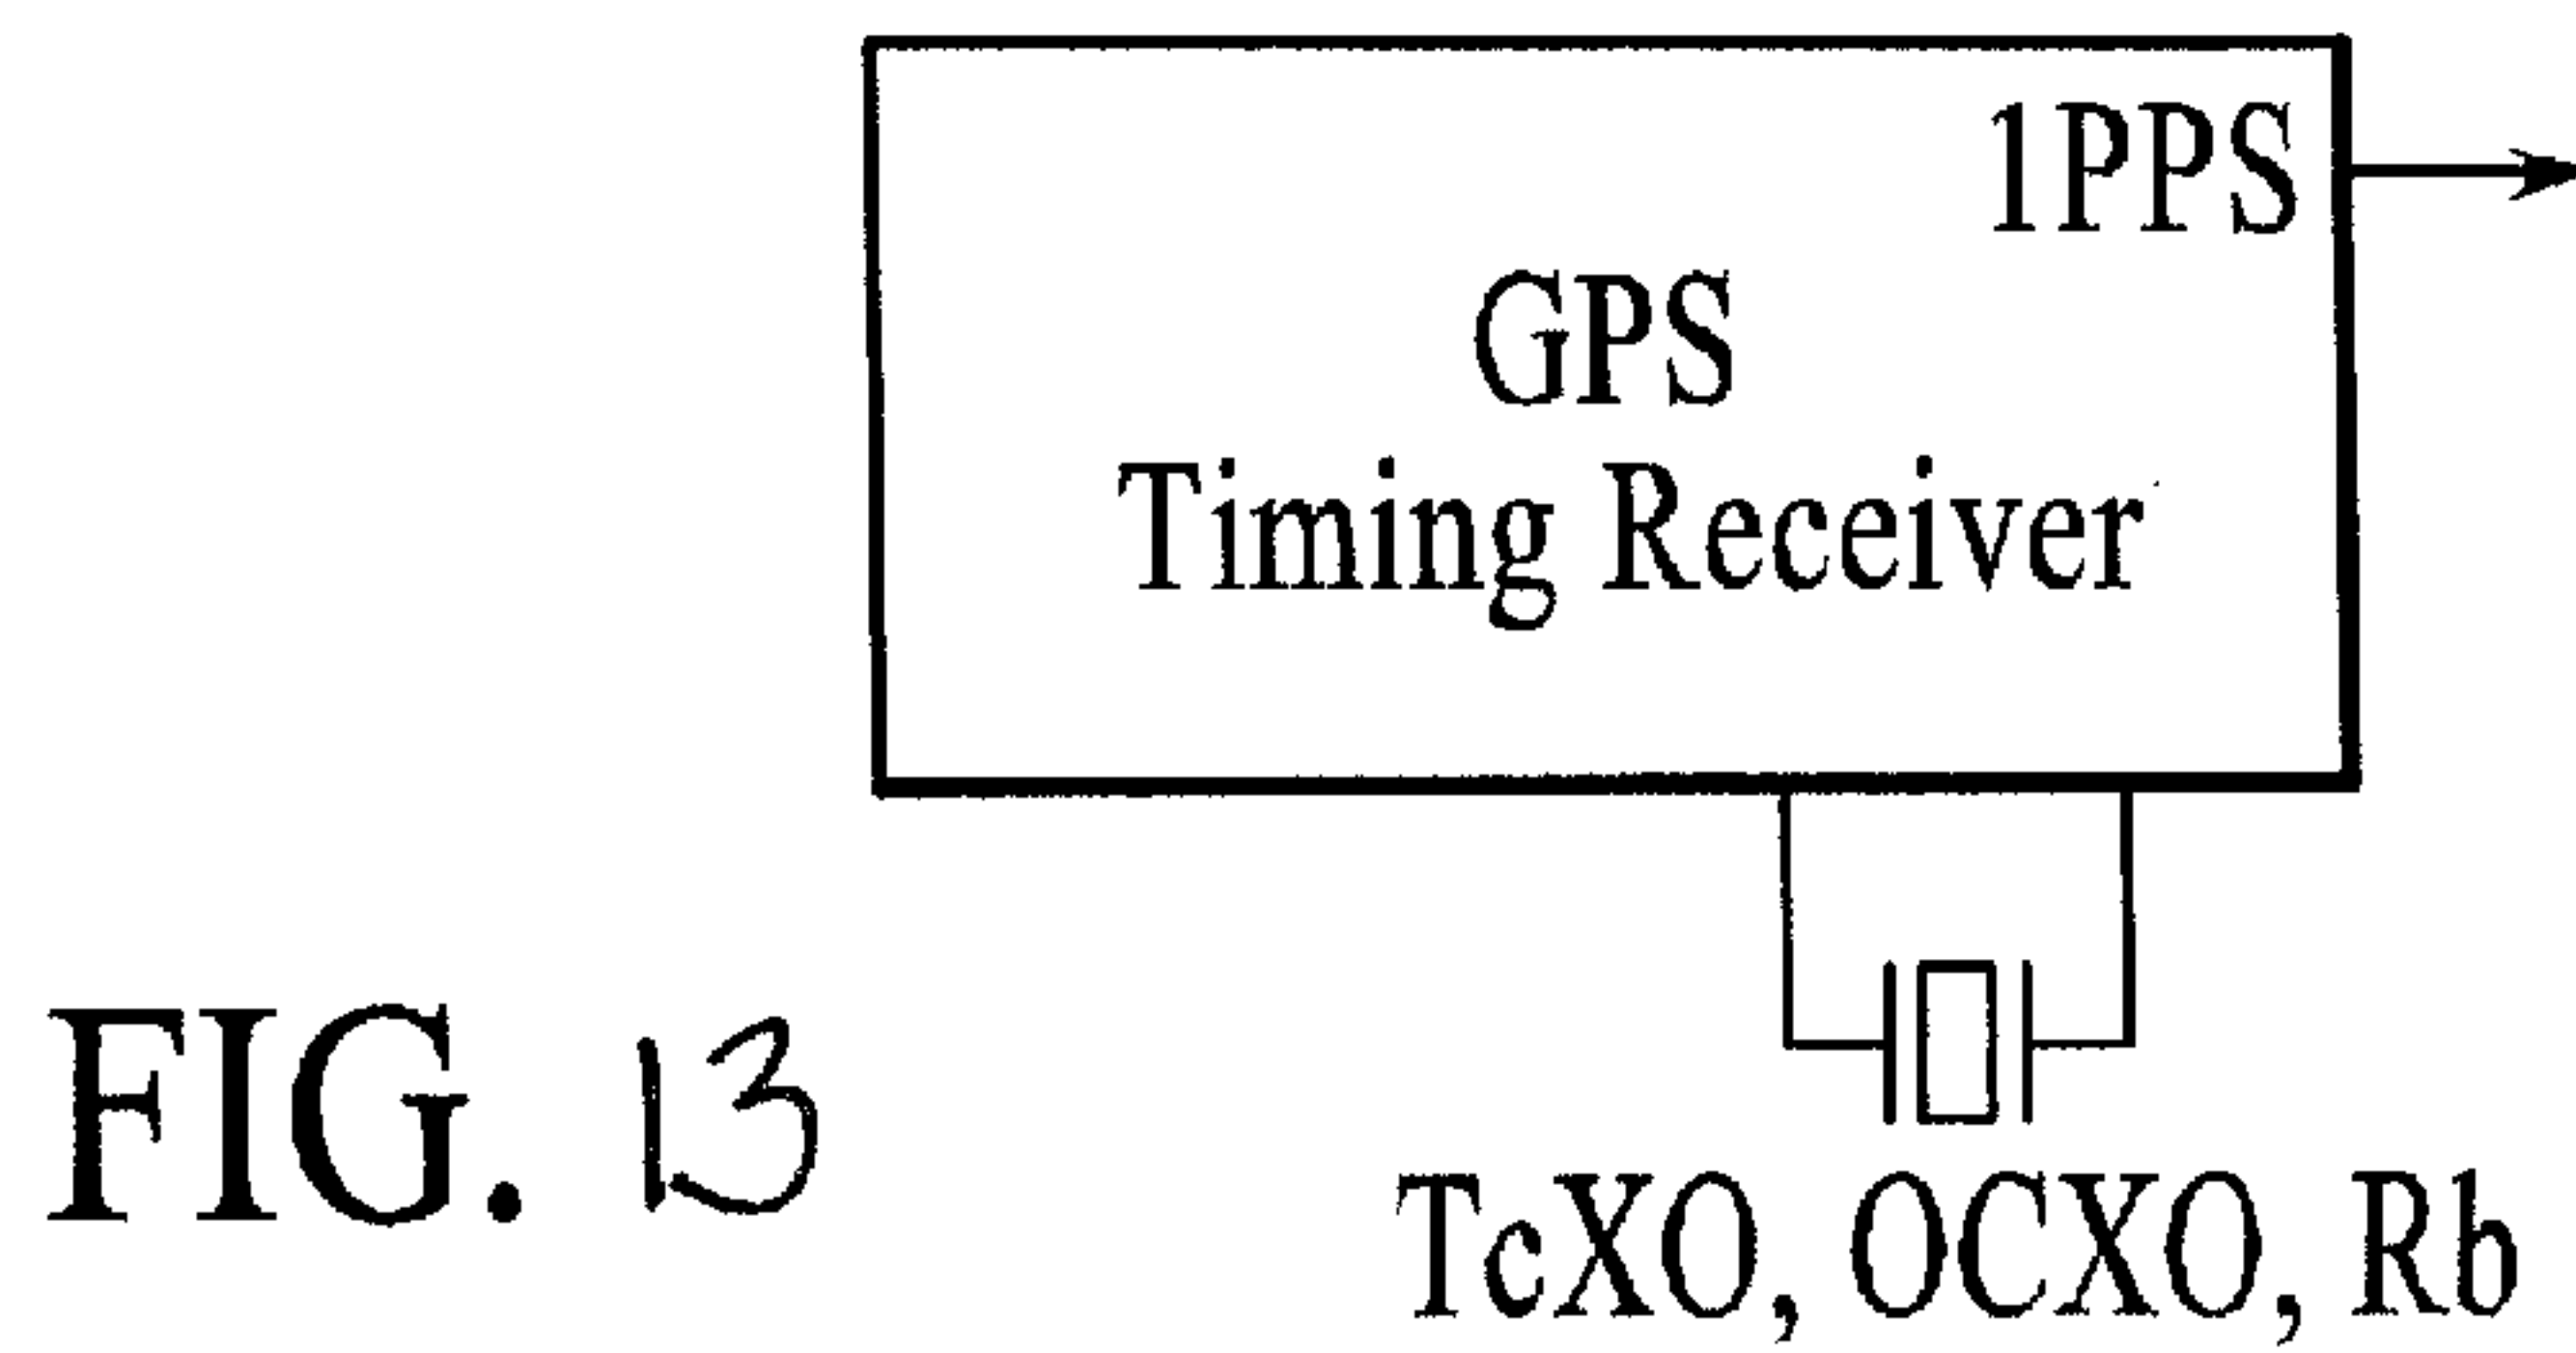 1PPS
GPS
Timing Receiver
FIG. 13
TcXO, OCXO, Rb